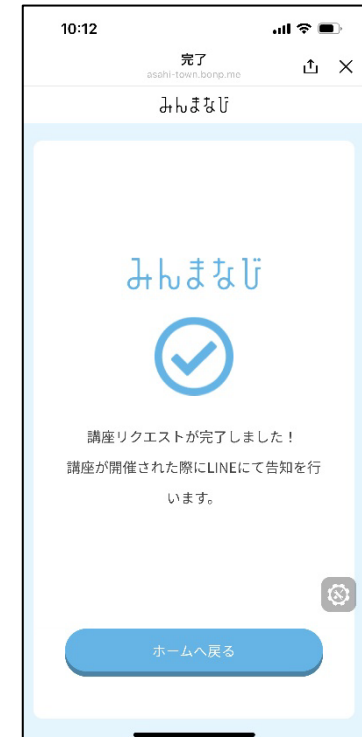 10:12
完了
asahi-town.bonp.me
みんまなび
みんまなび
講座リクエストが完了しました！
講座が開催された際にLINEにて告知を行
います。
ホームへ戻る